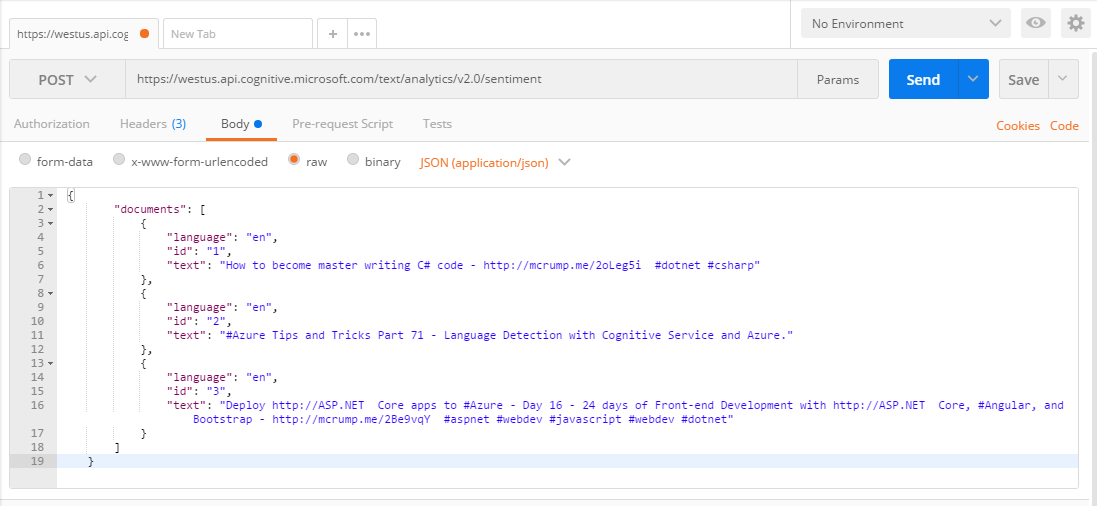 https://westus.api.cog
New Tab
No Environment
POST
https://westus.api.cognitive.microsoft.com/text/analytics/v2.0/sentiment
Params
Send
Save
Authorization
Headers (3)
Body
Pre-request Script
Tests
Cookies
Code
form-data
x-www-form-urlencoded
raw
binary
JSON (application/json)
1 {
2 "documents": [
3 {
4 "language": "en",
5 "id": "1",
6 "text": "How to become master writing C# code - http://mcrump.me/2oLeg5i  #dotnet #csharp"
7 },
8 {
9 "language": "en",
10 "id": "2",
11 "text": "#Azure Tips and Tricks Part 71 - Language Detection with Cognitive Service and Azure."
12 },
13 {
14 "language": "en",
15 "id": "3",
16 "text": "Deploy http://ASP.NET  Core apps to #Azure - Day 16 - 24 days of Front-end Development with http://ASP.NET  Core, #Angular, and
Bootstrap - http://mcrump.me/2Be9vqY  #aspnet #webdev #javascript #webdev #dotnet"
17 }
18 ]
19 }